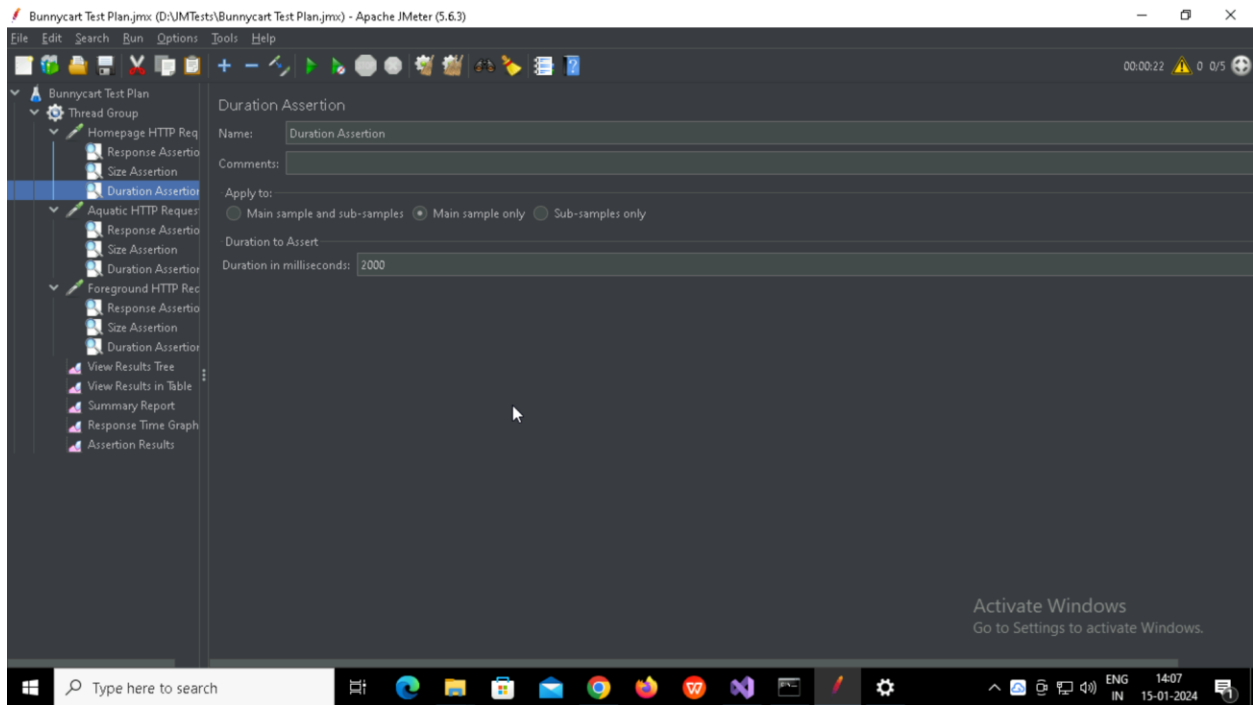 Bunnycart Test Plan.jmx (D:\JMTests\Bunnycart Test Plan.jmx) - Apache JMeter (5.6.3)
File Edit Search Run Options Tools Help
00:00:22 0 0/5
Bunnycart Test Plan
Thread Group
Homepage HTTP Req
Response Assertio
Size Assertion
Duration Assertion
Aquatic HTTP Reques
Response Assertio
Size Assertion
Duration Assertion
Foreground HTTP Rec
Response Assertio
Size Assertion
Duration Assertion
View Results Tree
View Results in Table
Summary Report
Response Time Graph
Assertion Results
Duration Assertion
Name: Duration Assertion
Comments:
Apply to:
Main sample and sub-samples Main sample only Sub-samples only
Duration to Assert
Duration in milliseconds: 2000
Activate Windows
Go to Settings to activate Windows.
Type here to search
ENG
IN
14:07
15-01-2024
1